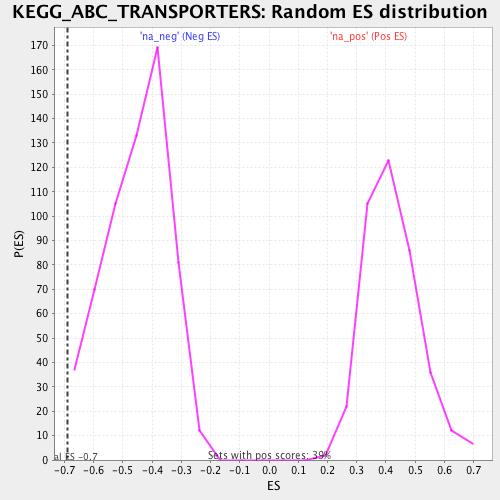 KEGG_ABC_TRANSPORTERS: Random ES distribution
'na_neg' (Neg ES)
'na_pos' (Pos ES)
170
160
150
140
130
120
110
100
90
80
70
60
50
40
30
20
10
0
P(ES)
al ES -0.7
Sets with pos scores: 39%
-0.7 -0.6 -0.5 -0.4 -0.3 -0.2 -0.1 -0.0 0.1 0.2 0.3 0.4 0.5 0.6 0.7
ES